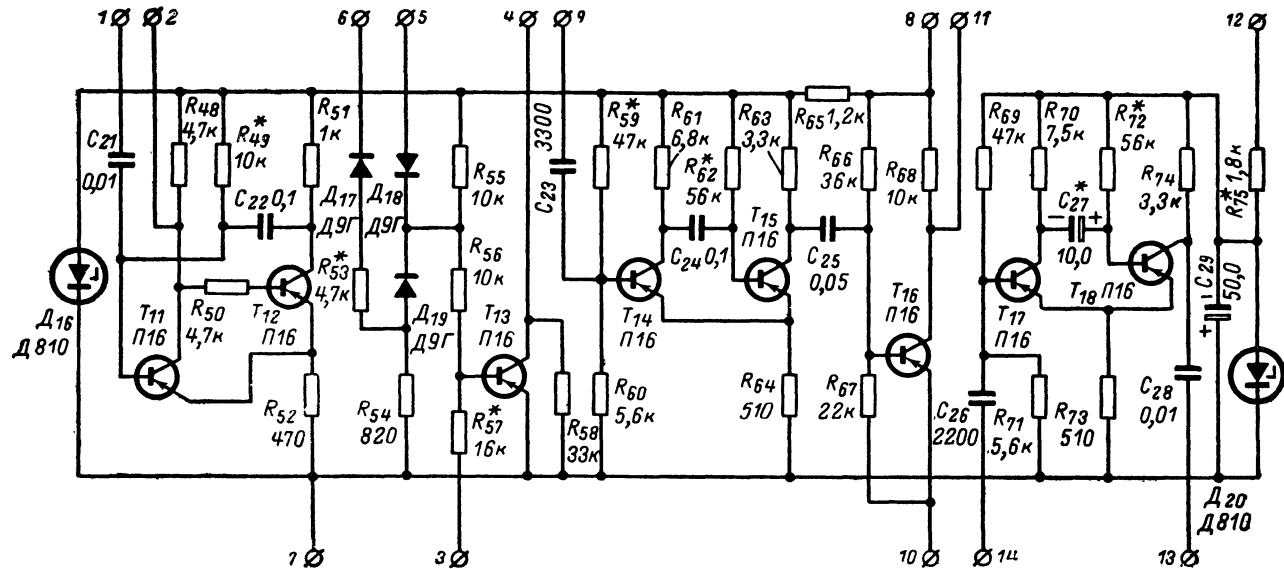 1 2 6 5 4 9 8 11 12
R48
4,7к
R49*
10к
R51
1к
C21
0,01
C22 0,1
Д17
Д9Г
Д18
Д9Г
R55
10к
3300
C23
R59*
47к
R61
6,8к
R62*
56к
R63
3,3к
R65 1,2к
R66
36к
R68
10к
R69
47к
R70
7,5к
R72*
56к
R74
3,3к
R75* 1,8к
C27*
− +
10,0
Д16
Д810
T11
П16
R50
4,7к
T12
П16
R53*
4,7к
R56
10к
Д19
Д9Г
T13
П16
C24 0,1
T14
П16
T15
П16
C25
0,05
T16
П16
T17
П16
T18 П16
C29
50,0
−
+
R52
470
R54
820
R57*
16к
R58
33к
R60
5,6к
R64
510
R67
22к
C26
2200
R71
5,6к
R73
510
C28
0,01
Д20
Д810
7 3 10 14 13